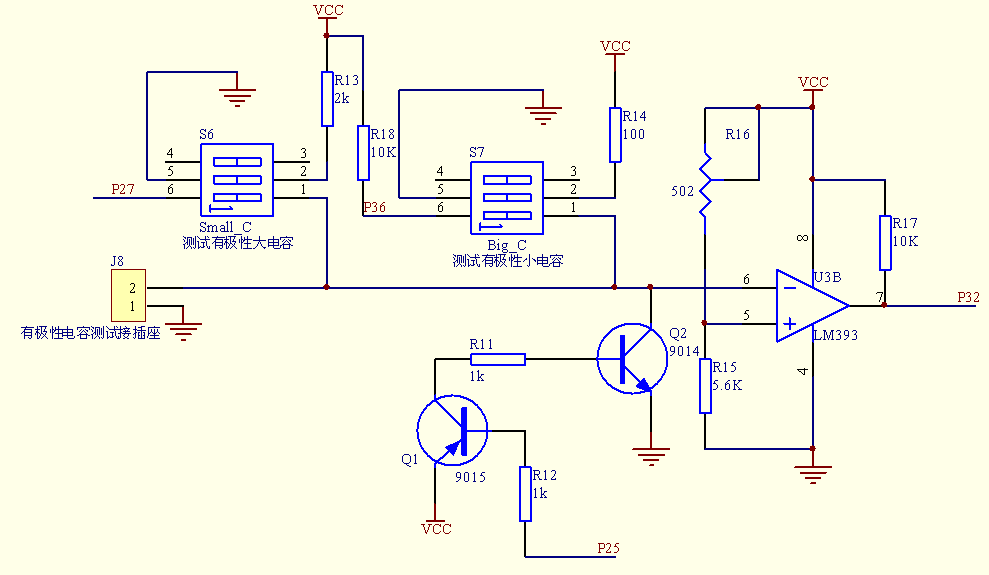 VCC
VCC
VCC
R13
2k
R14
100
R16
S6
R18
10K
S7
4
5
6
3
2
1
P27
P36
4
5
6
3
2
1
502
R17
10K
Small_C
测试有极性大电容
Big_C
测试有极性小电容
J8
2
1
有极性电容测试接插座
8
6
5
7
U3B
LM393
P32
4
R11
1k
Q2
9014
R15
5.6K
Q1
9015
R12
1k
VCC
P25